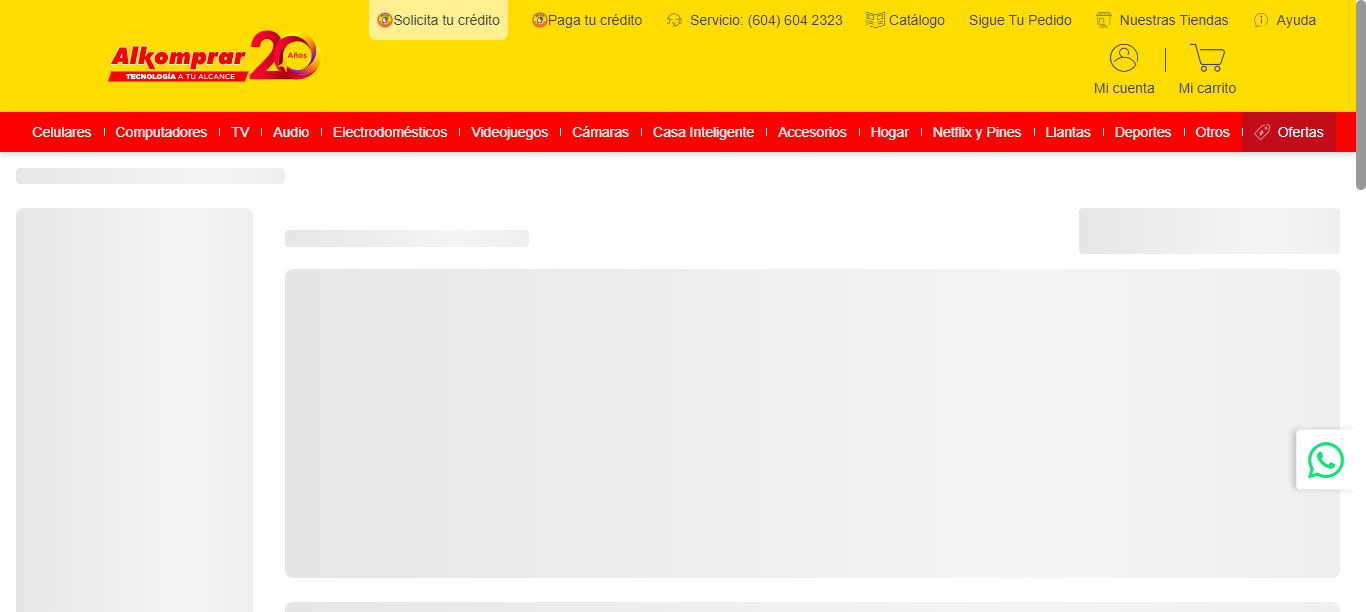 Solicita tu crédito
Paga tu crédito
Servicio: (604) 604 2323
Catálogo
Sigue Tu Pedido
Nuestras Tiendas
Ayuda
Alkomprar 20 Años
TECNOLOGÍA A TU ALCANCE
Mi cuenta
Mi carrito
Celulares
Computadores
TV
Audio
Electrodomésticos
Videojuegos
Cámaras
Casa Inteligente
Accesorios
Hogar
Netflix y Pines
Llantas
Deportes
Otros
Ofertas